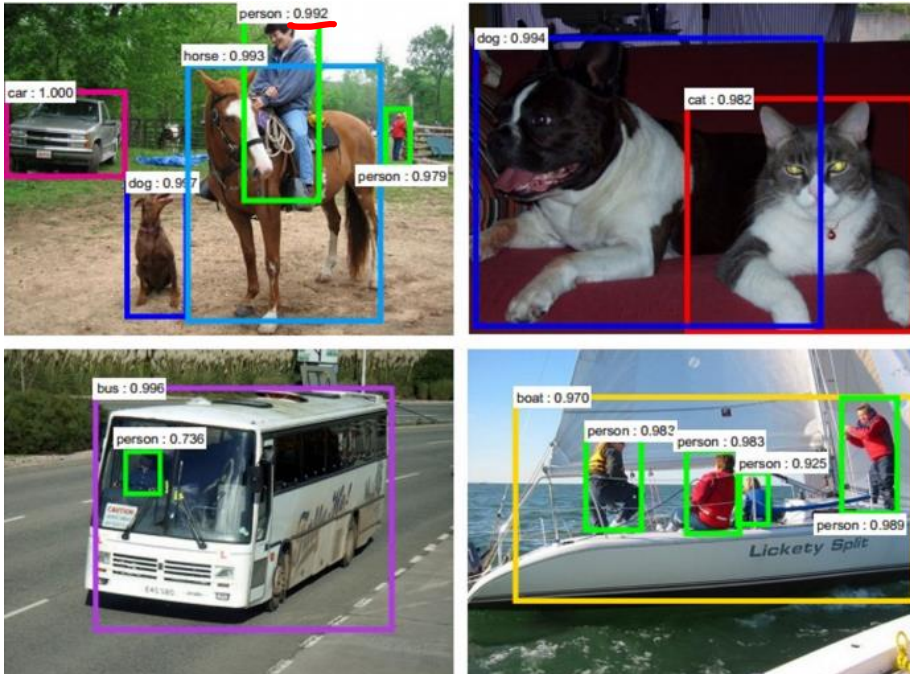 person : 0.992
horse : 0.993
car : 1.000
dog : 0.997
person : 0.979
dog : 0.994
cat : 0.982
bus : 0.996
person : 0.736
CAUTION
boat : 0.970
person : 0.983
person : 0.983
person : 0.925
person : 0.989
Lickety Split